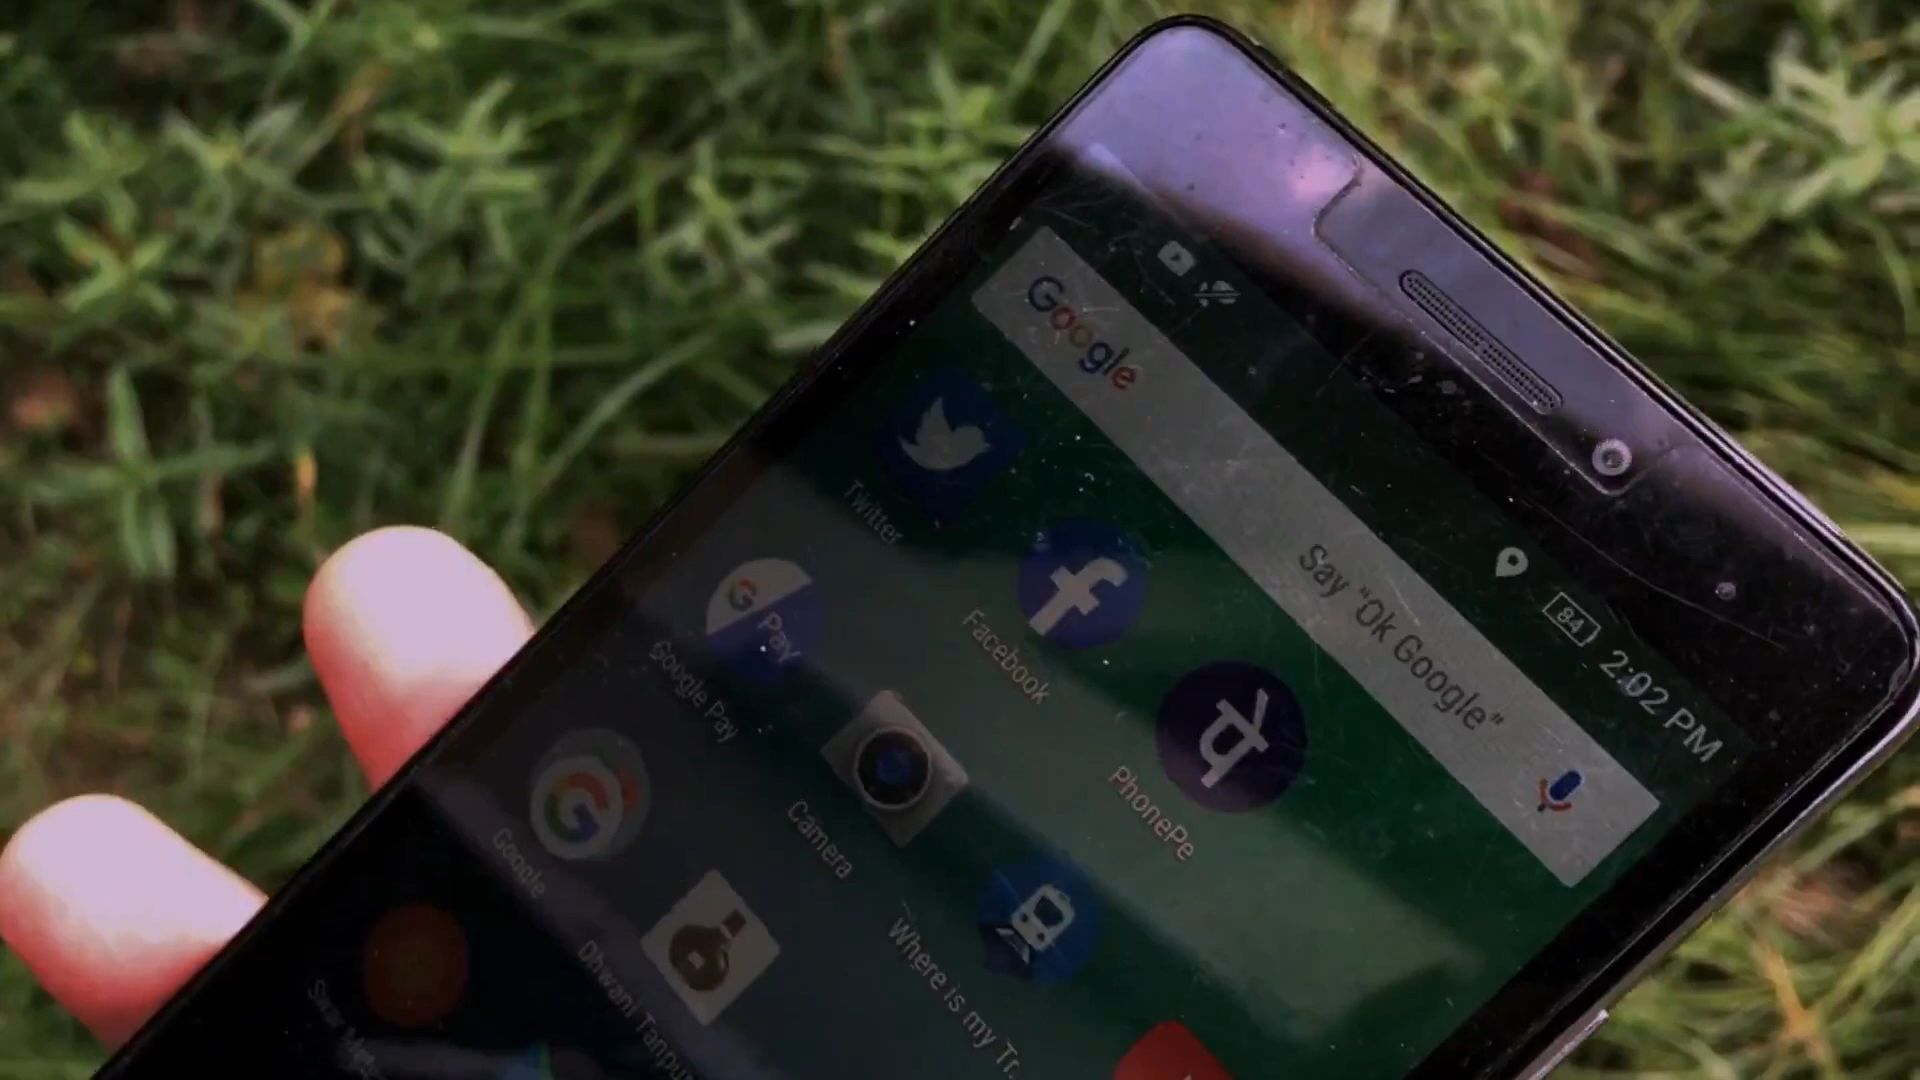 84 2:02 PM
Google Say "Ok Google"
Twitter
Facebook
पे
PhonePe
G Pay
Google Pay
Camera
Where is my Tr..
G
Google
Dhwani Tanpu